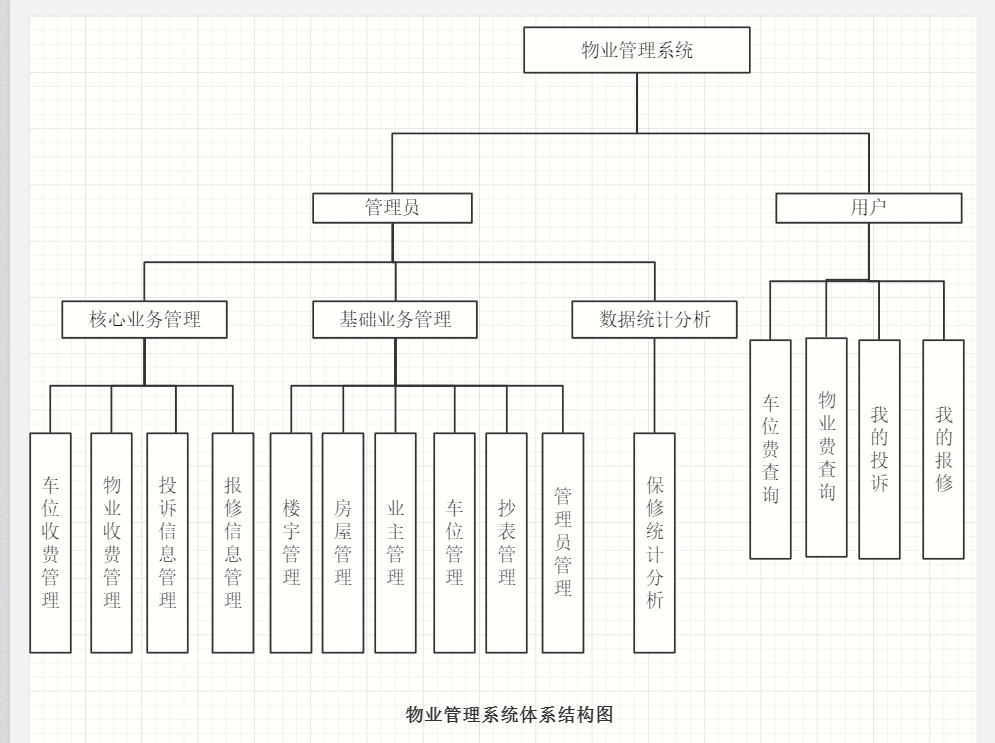 物业管理系统
管理员
用户
核心业务管理
基础业务管理
数据统计分析
车位费查询
物业费查询
我的投诉
我的报修
车位收费管理
物业收费管理
投诉信息管理
报修信息管理
楼宇管理
房屋管理
业主管理
车位管理
抄表管理
管理员管理
保修统计分析
物业管理系统体系结构图